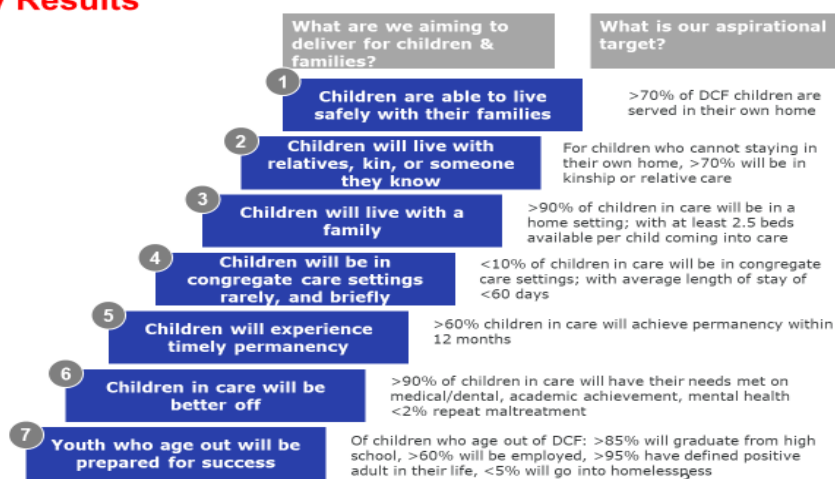 Results
What are we aiming to
deliver for children &
families?
What is our aspirational
target?
1
Children are able to live
safely with their families
>70% of DCF children are
served in their own home
2
Children will live with
relatives, kin, or someone
they know
For children who cannot staying in
their own home, >70% will be in
kinship or relative care
3
Children will live with a
family
>90% of children in care will be in a
home setting; with at least 2.5 beds
available per child coming into care
4
Children will be in
congregate care settings
rarely, and briefly
<10% of children in care will be in congregate
care settings; with average length of stay of
<60 days
5
Children will experience
timely permanency
>60% children in care will achieve permanency within
12 months
6
Children in care will be
better off
>90% of children in care will have their needs met on
medical/dental, academic achievement, mental health
<2% repeat maltreatment
7
Youth who age out will be
prepared for success
Of children who age out of DCF: >85% will graduate from high
school, >60% will be employed, >95% have defined positive
adult in their life, <5% will go into homelessness